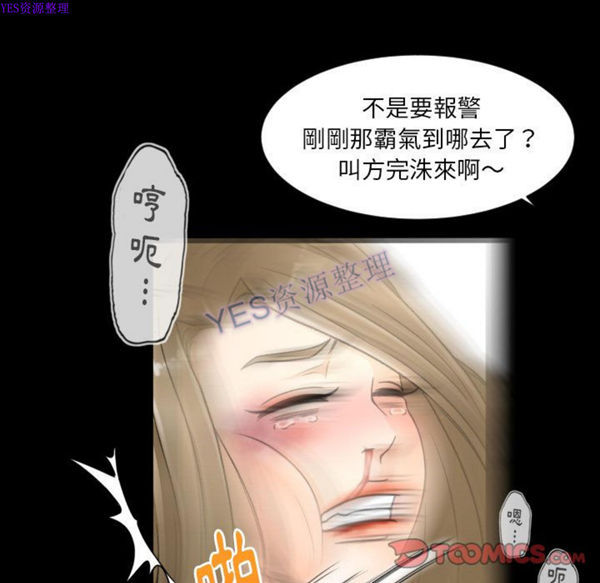 YES资源整理
不是要報警
剛剛那霸氣到哪去了？
叫方完洙來啊～
哼
呃
⋮
YES资源整理
嗯
⋮
呃
啪
TOOMICS.com